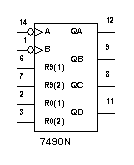 14 A QA 12
1 B
QB 9
6 R9(1)
7 R9(2) QC 8
2 R0(1)
3 R0(2) QD 11
7490N